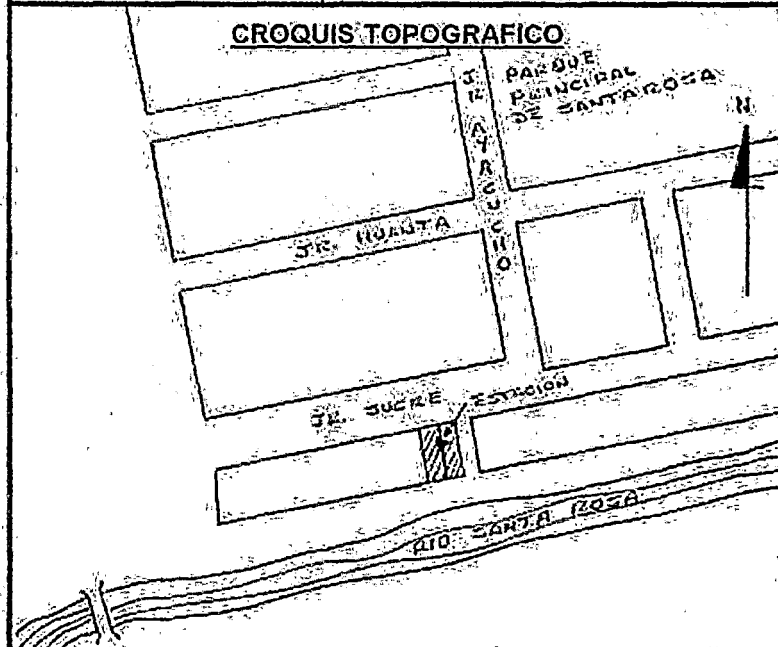 CROQUIS TOPOGRAFICO
PARQUE
PRINCIPAL
DE SANTA ROSA
N
JR AYACUCHO
JR. HUANTA
JR. SUCRE
ESTACION
RIO SANTA ROSA